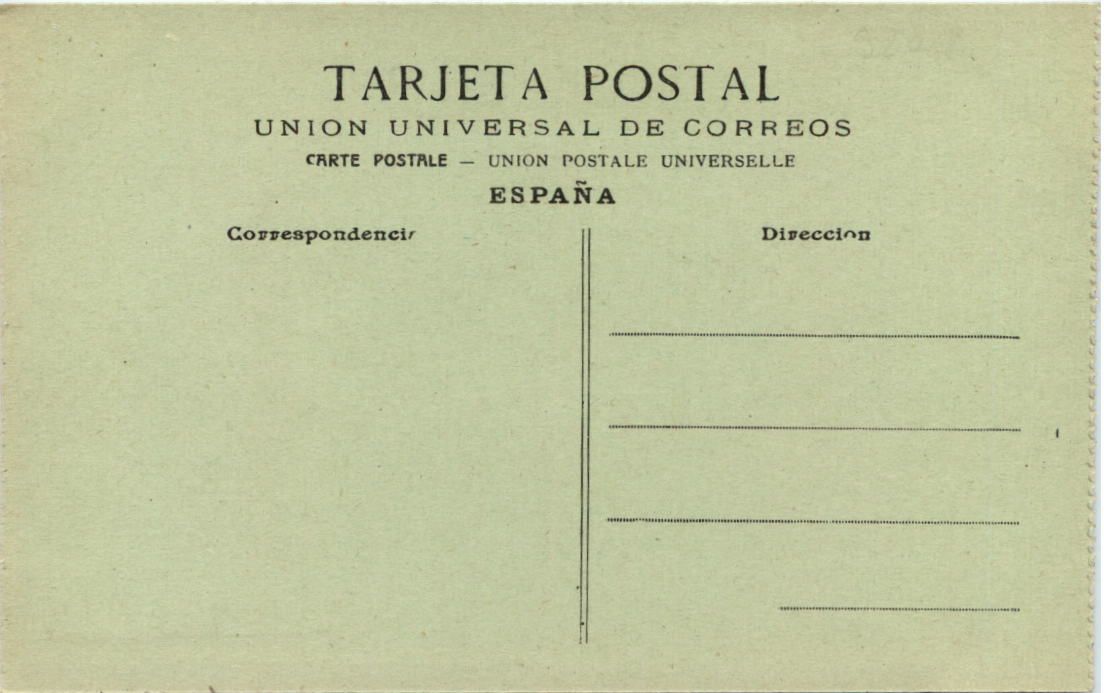 TARJETA POSTAL
UNION UNIVERSAL DE CORREOS
CARTE POSTALE — UNION POSTALE UNIVERSELLE
ESPAÑA
Correspondencia
Direccion